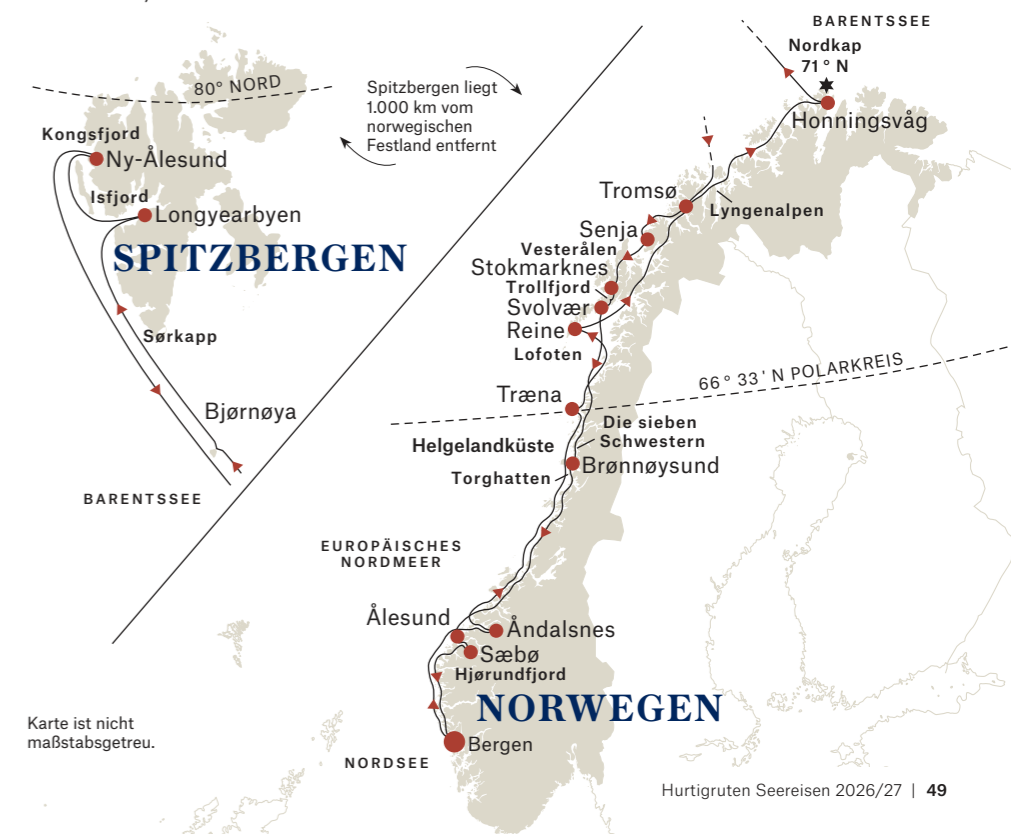 BARENTSSEE
Nordkap
71° N
Honningsvåg
80° NORD
Spitzbergen liegt
1.000 km vom
norwegischen
Festland entfernt
Kongsfjord
Ny-Ålesund
Isfjord
Longyearbyen
SPITZBERGEN
Sørkapp
Bjørnøya
BARENTSSEE
Tromsø
Lyngenalpen
Senja
Vesterålen
Stokmarknes
Trollfjord
Svolvær
Reine
Lofoten
66° 33' N POLARKREIS
Træna
Die sieben
Schwestern
Helgelandküste
Brønnøysund
Torghatten
EUROPÄISCHES
NORDMEER
Ålesund
Åndalsnes
Sæbø
Hjørundfjord
NORWEGEN
Bergen
NORDSEE
Karte ist nicht
maßstabsgetreu.
Hurtigruten Seereisen 2026/27 | 49